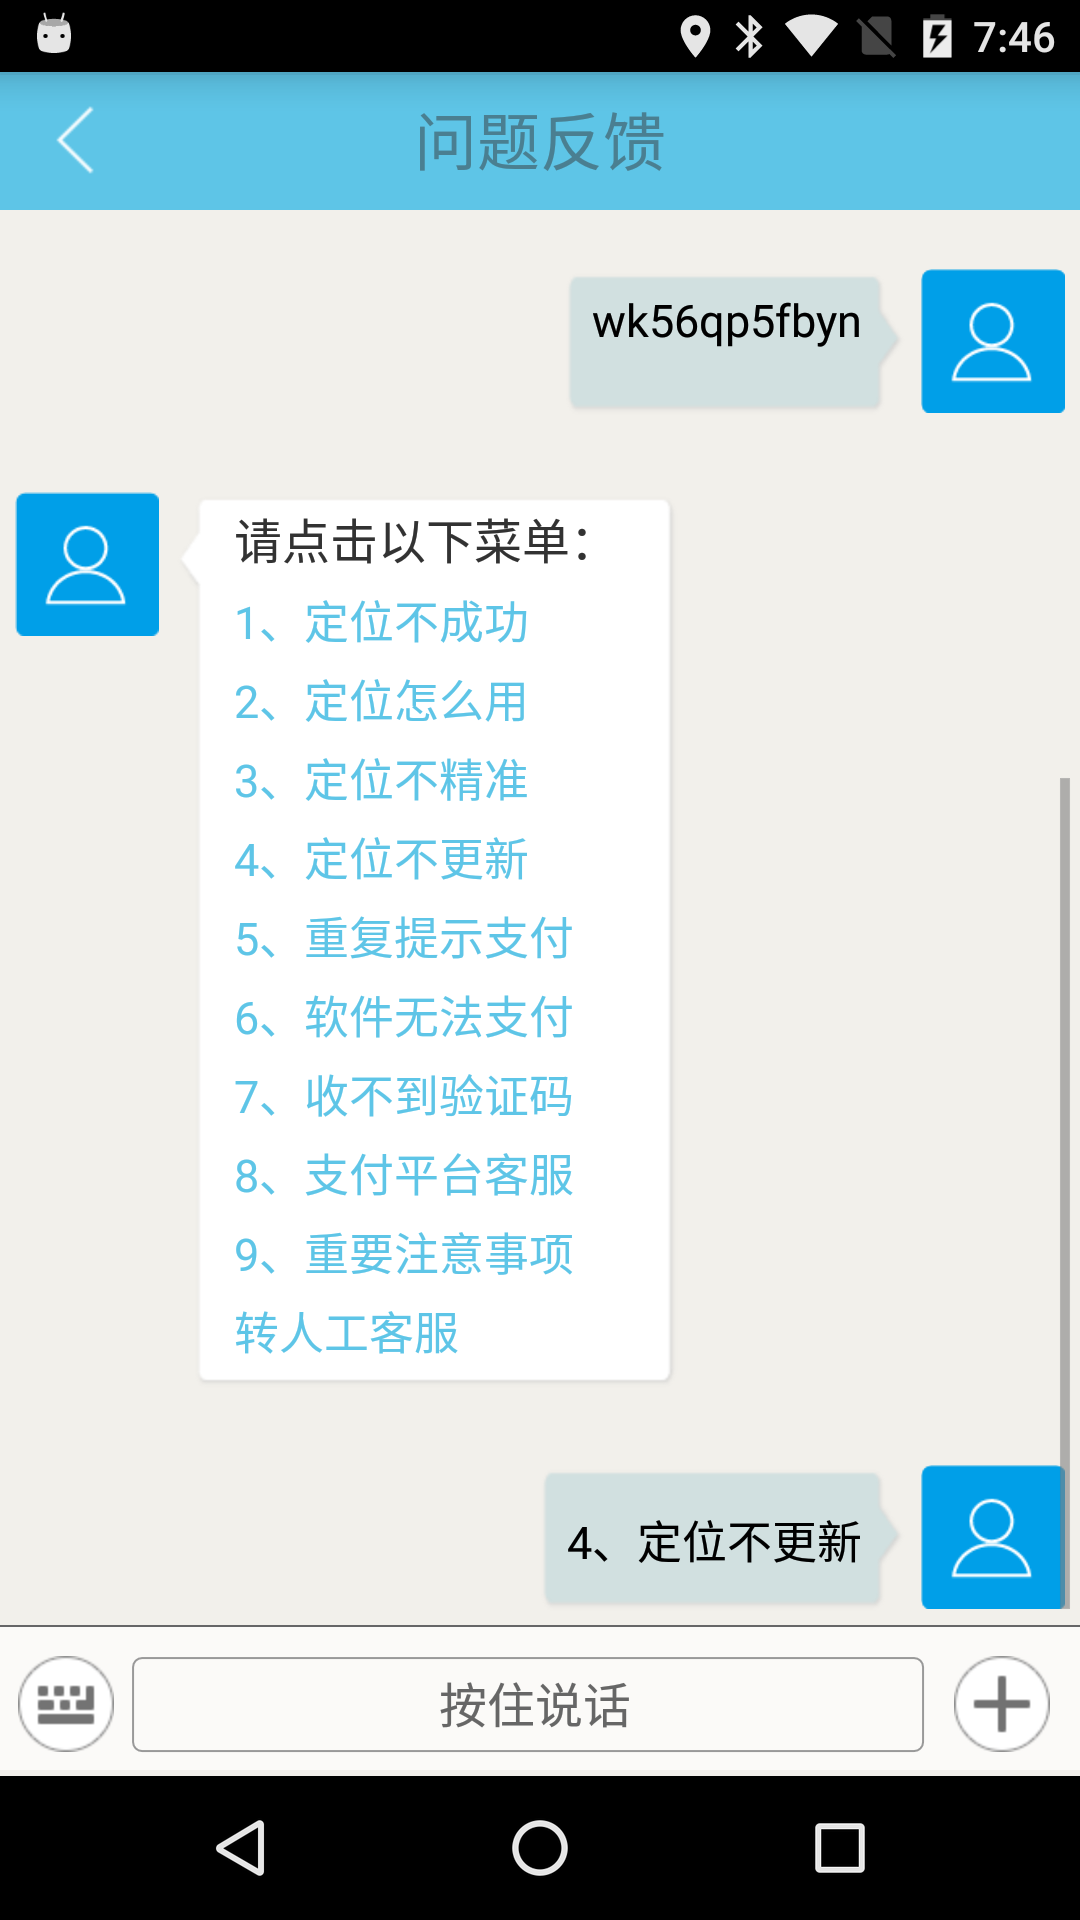 7:46
问题反馈
wk56qp5fbyn
请点击以下菜单：
1、定位不成功
2、定位怎么用
3、定位不精准
4、定位不更新
5、重复提示支付
6、软件无法支付
7、收不到验证码
8、支付平台客服
9、重要注意事项
转人工客服
4、定位不更新
按住说话